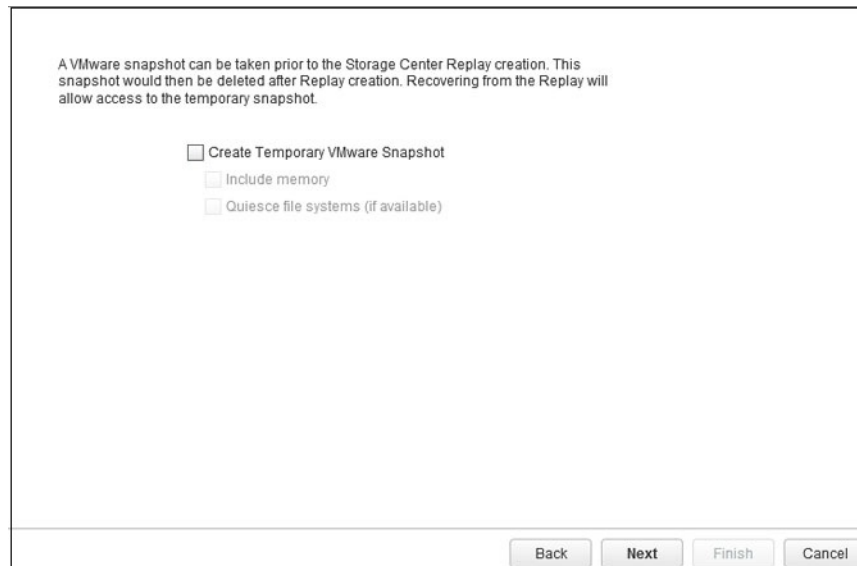 A VMware snapshot can be taken prior to the Storage Center Replay creation. This
snapshot would then be deleted after Replay creation. Recovering from the Replay will
allow access to the temporary snapshot.
Create Temporary VMware Snapshot
Include memory
Quiesce file systems (if available)
Back Next Finish Cancel